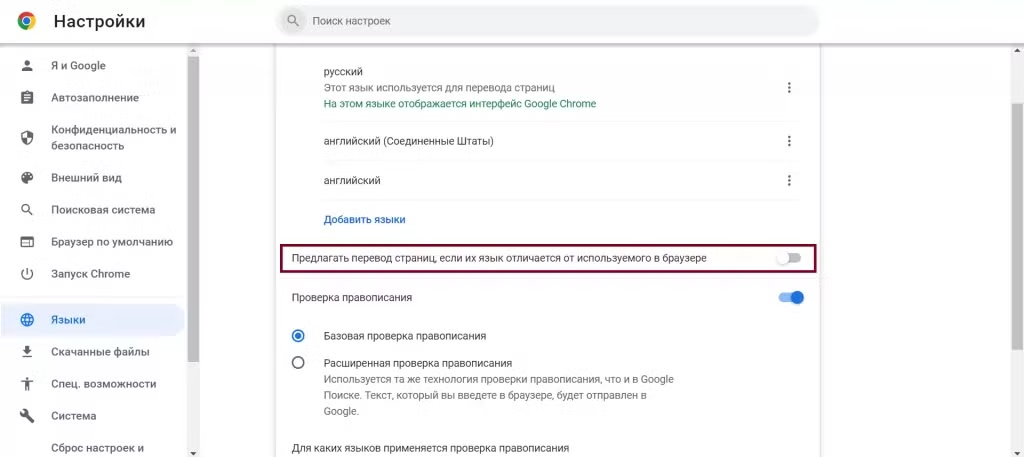 Настройки
Поиск настроек
Я и Google
Автозаполнение
Конфиденциальность и
безопасность
Внешний вид
Поисковая система
Браузер по умолчанию
Запуск Chrome
Языки
Скачанные файлы
Спец. возможности
Система
Сброс настроек и
русский
Этот язык используется для перевода страниц
На этом языке отображается интерфейс Google Chrome
английский (Соединенные Штаты)
английский
Добавить языки
Предлагать перевод страниц, если их язык отличается от используемого в браузере
Проверка правописания
Базовая проверка правописания
Расширенная проверка правописания
Используется та же технология проверки правописания, что и в Google
Поиске. Текст, который вы введете в браузере, будет отправлен в
Google.
Для каких языков применяется проверка правописания